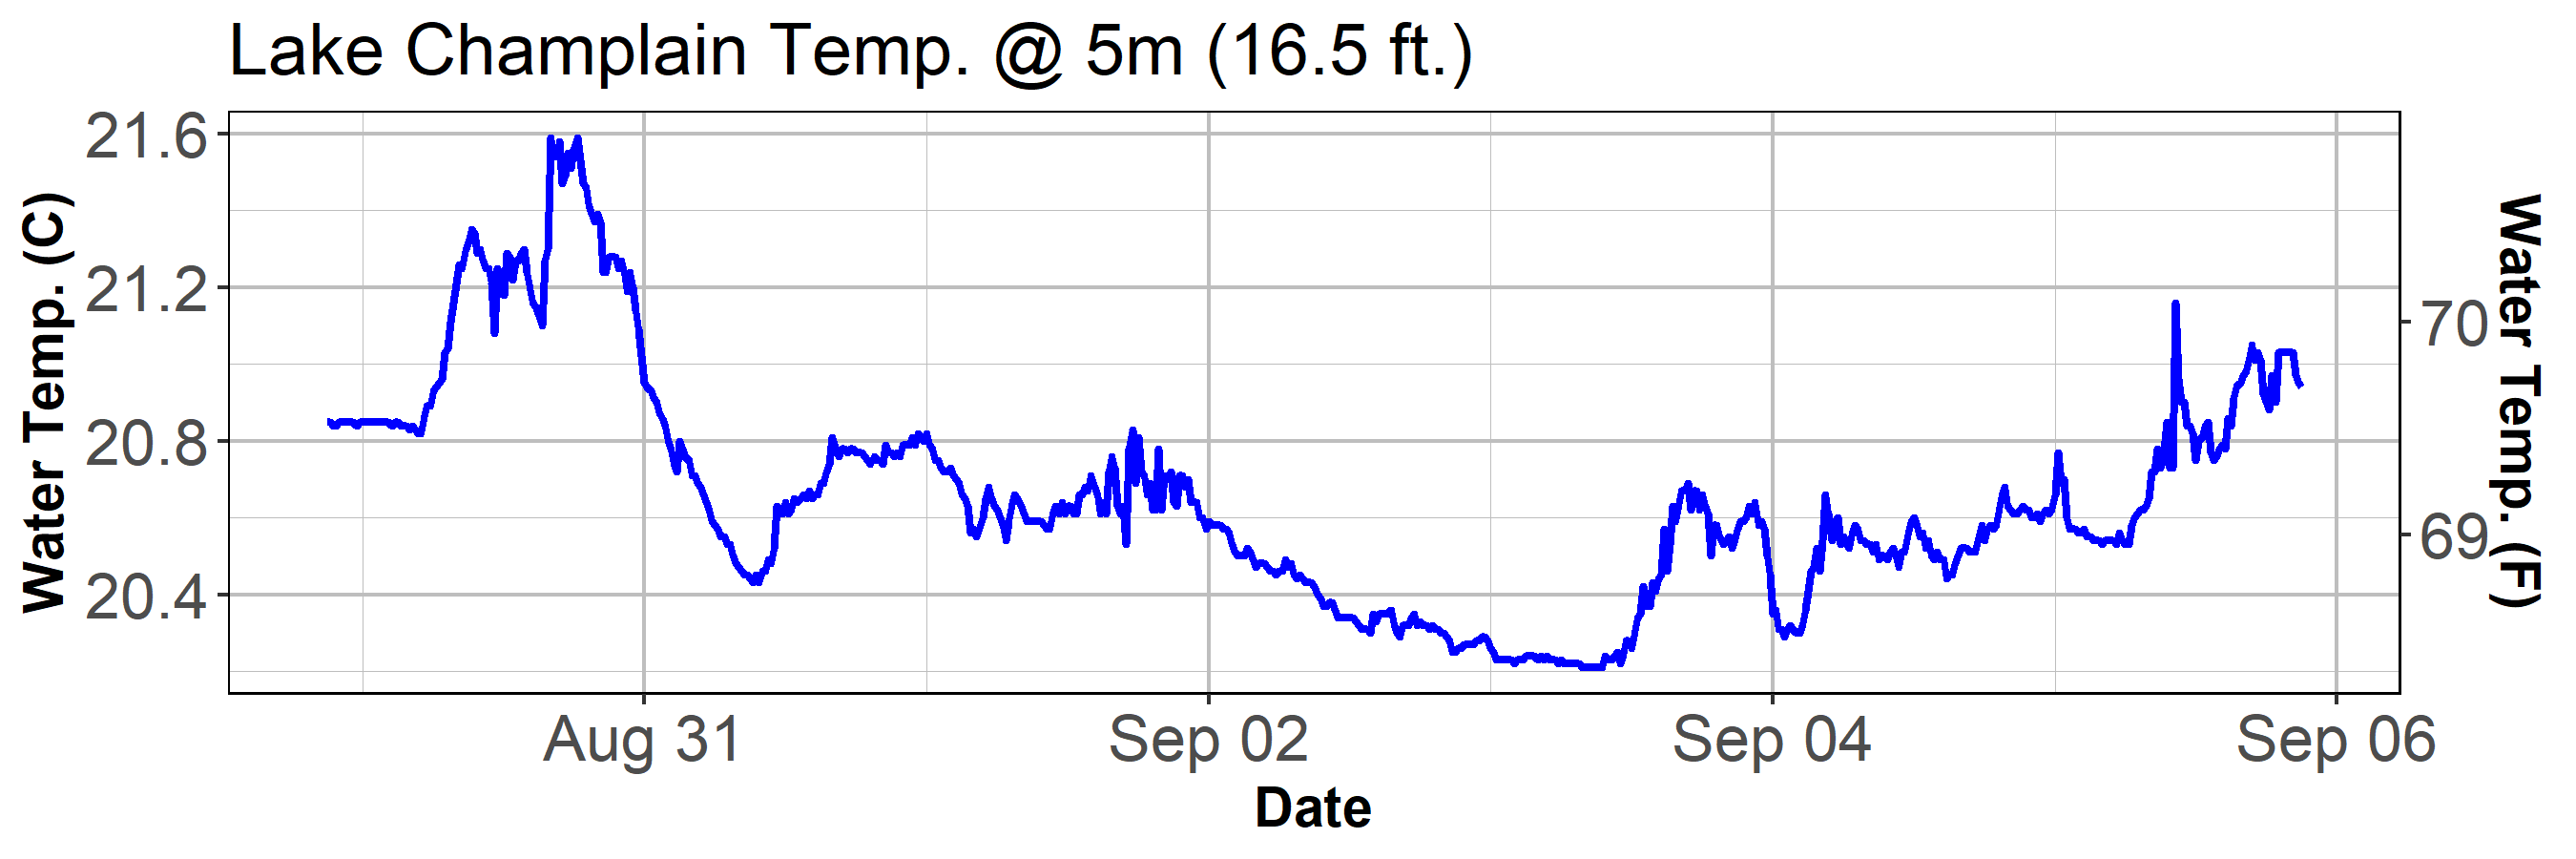 Lake Champlain Temp. @ 5m (16.5 ft.)
Water Temp. (C)
21.6
21.2
20.8
20.4
70
69
Water Temp. (F)
Aug 31
Sep 02
Sep 04
Sep 06
Date